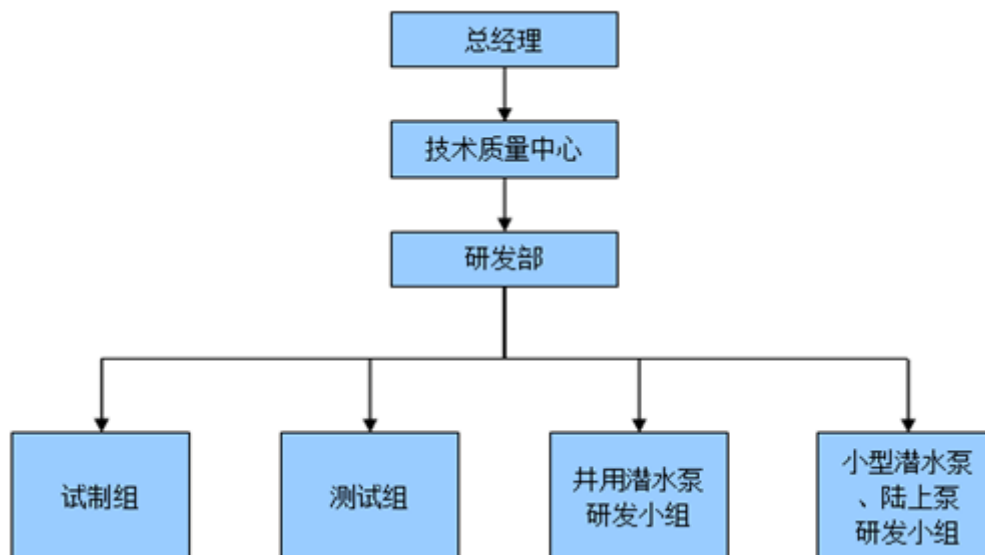 总经理
技术质量中心
研发部
试制组
测试组
井用潜水泵
研发小组
小型潜水泵
、陆上泵
研发小组